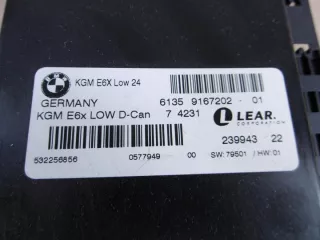 BMW
KGM E6X Low 24
GERMANY 6135 9167202 - 01
KGM E6x LOW D-Can 7 4231 LEAR.
CORPORATION
239943 22
532256856 0577949 00 SW: 79501 / HW: 01